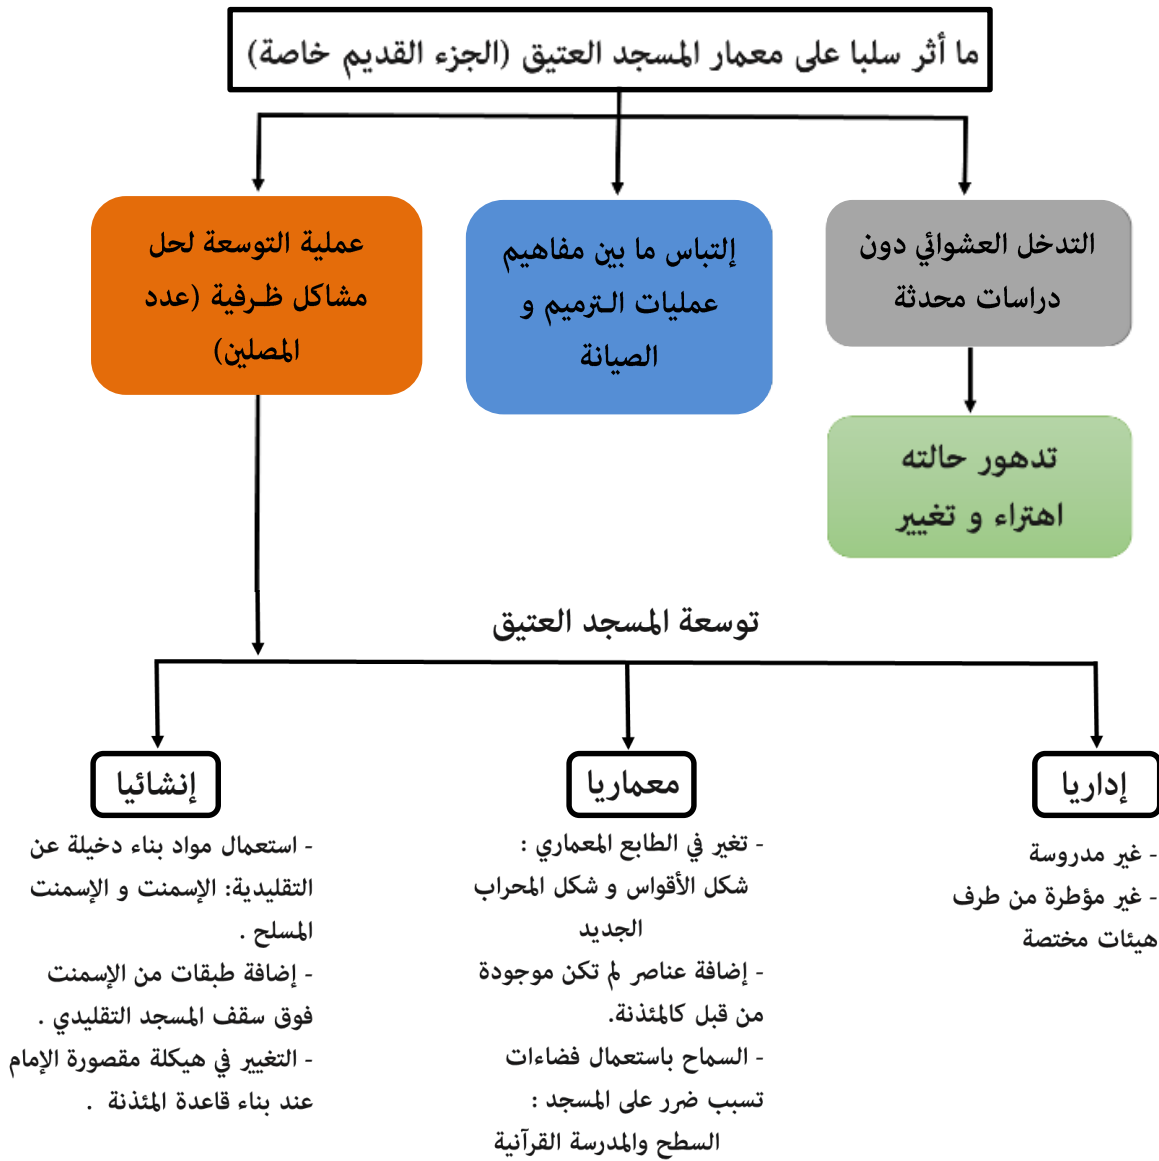 ما أثر سلبا على معمار المسجد العتيق (الجزء القديم خاصة)
التدخل العشوائي دون
دراسات محدثة
إلتباس ما بين مفاهيم
عمليات الـترميم و
الصيانة
عملية التوسعة لحل
مشاكل ظـرفية (عدد
المصلين)
تدهور حالته
اهتراء و تغيير
توسعة المسجد العتيق
إداريا
- غير مدروسة
- غير مؤطرة من طرف
هيئات مختصة
معماريا
- تغير في الطابع المعماري :
شكل الأقواس و شكل المحراب
الجديد
- إضافة عناصر لم تكن موجودة
من قبل كالمئذنة.
- السماح باستعمال فضاءات
تسبب ضرر على المسجد :
السطح والمدرسة القرآنية
إنشائيا
- استعمال مواد بناء دخيلة عن
التقليدية: الإسمنت و الإسمنت
المسلح .
- إضافة طبقات من الإسمنت
فوق سقف المسجد التقليدي .
- التغيير في هيكلة مقصورة الإمام
عند بناء قاعدة المئذنة .